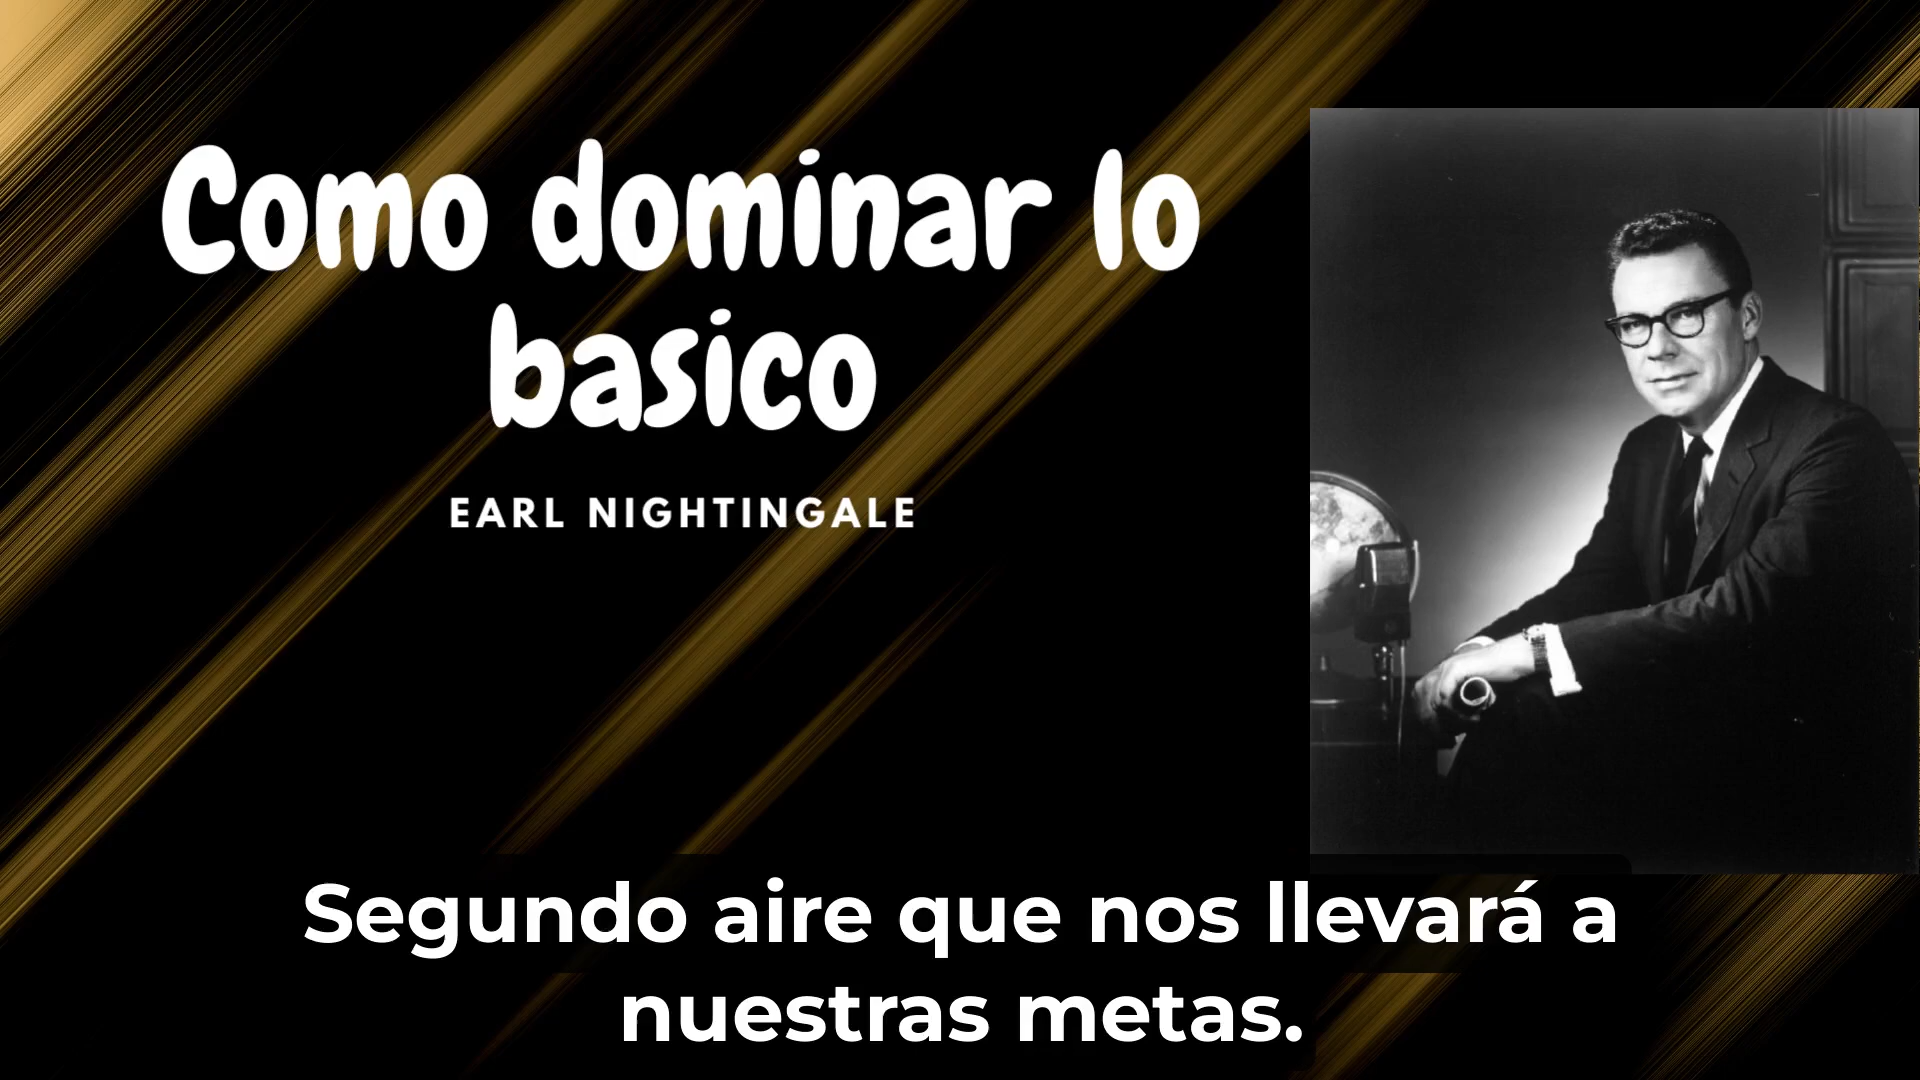 Como dominar lo
basico
EARL NIGHTINGALE
Segundo aire que nos llevará a
nuestras metas.